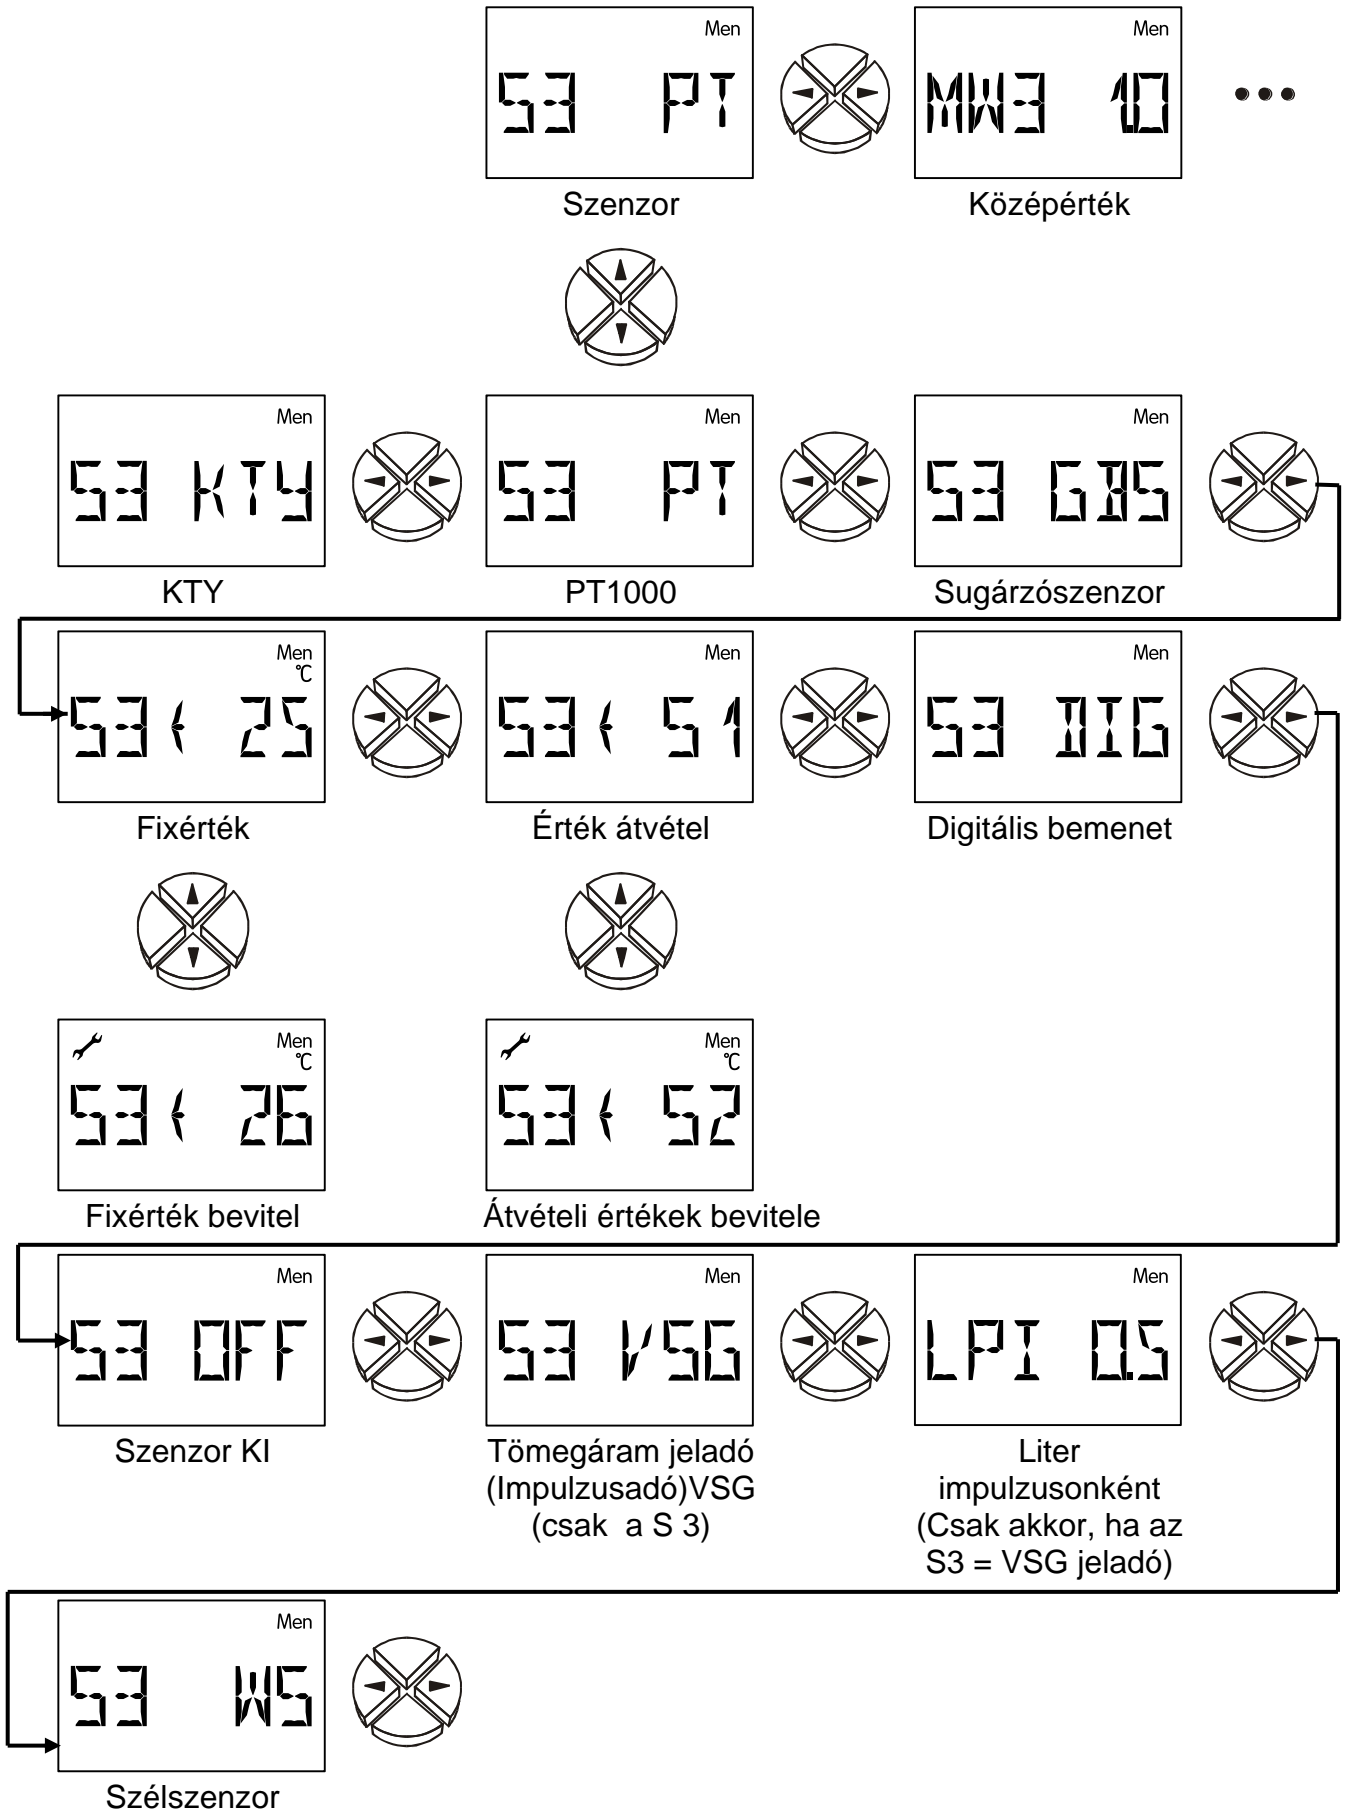 Men Men
S3 PT MW3 1.0
Szenzor Középérték
Men Men Men
S3 KTY S3 PT S3 GBS
KTY PT1000 Sugárzószenzor
Men Men Men
°C
S3< 25 S3< S1 S3 DIG
Fixérték Érték átvétel Digitális bemenet
Men Men
°C °C
S3< 26 S3< S2
Fixérték bevitel Átvételi értékek bevitele
Men Men Men
S3 OFF S3 VSG LPI 0.5
Szenzor KI Tömegáram jeladó Liter
(Impulzusadó)VSG impulzusonként
(csak a S 3) (Csak akkor, ha az
S3 = VSG jeladó)
Men
S3 WS
Szélszenzor